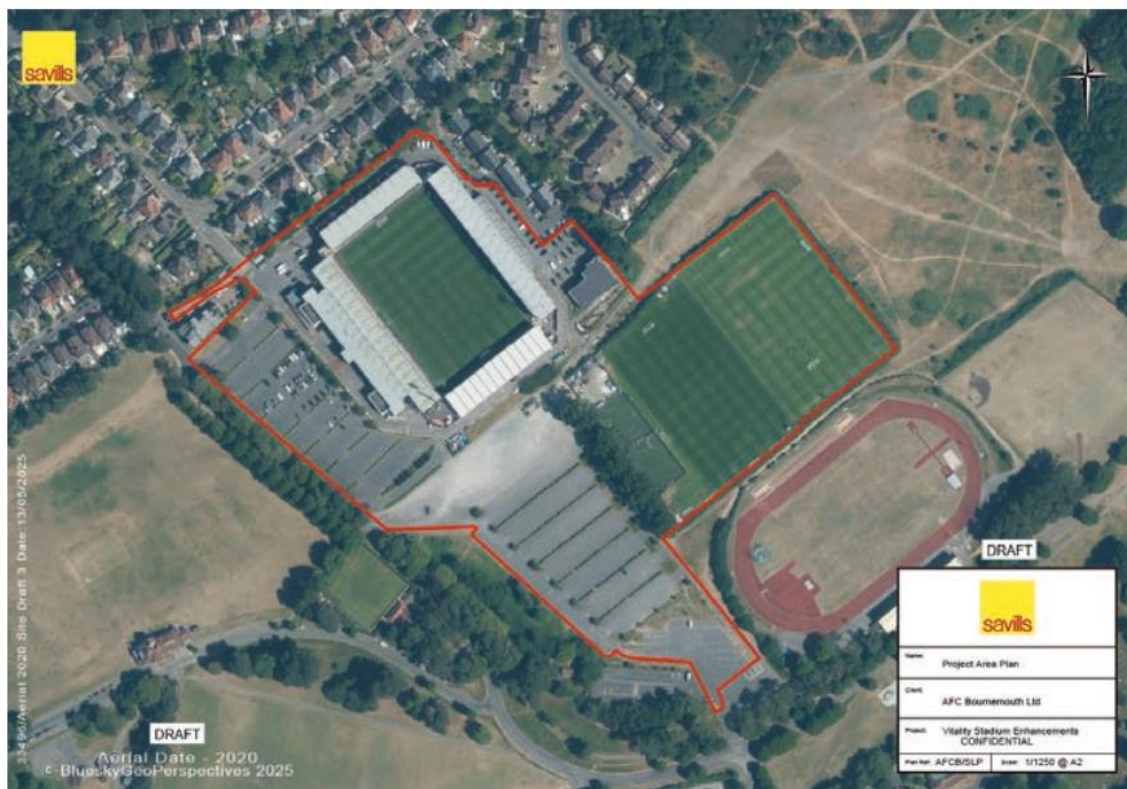 savills
33496/Aerial 2020 Site Draft 3 Date: 13/05/2025
DRAFT
Aerial Date - 2020
© BlueskyGeoPerspectives 2025
DRAFT
savills
Name: Project Area Plan
Client: AFC Bournemouth Ltd
Project: Vitality Stadium Enhancements
CONFIDENTIAL
Plan Ref: AFCB/SLP Scale: 1/1250 @ A2